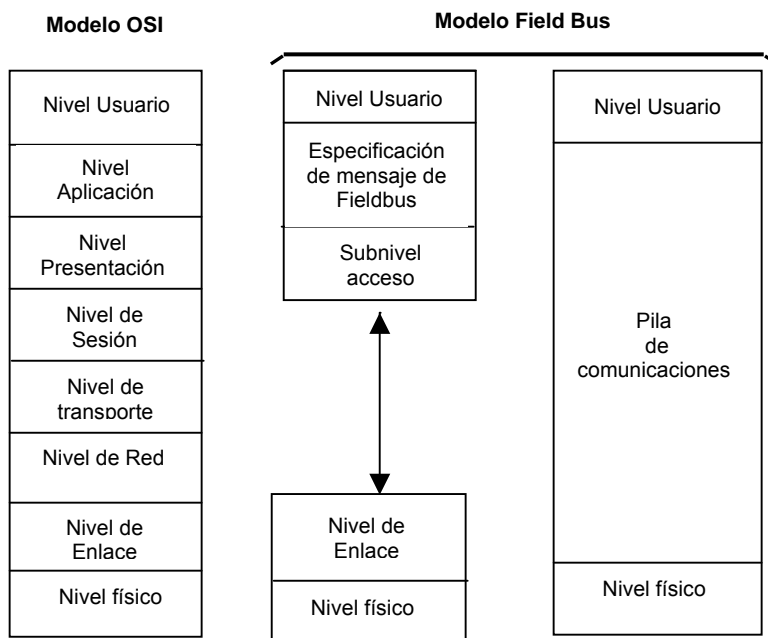 Modelo OSI
Modelo Field Bus
Nivel Usuario
Nivel
Aplicación
Nivel
Presentación
Nivel de
Sesión
Nivel de
transporte
Nivel de Red
Nivel de
Enlace
Nivel físico
Nivel Usuario
Especificación
de mensaje de
Fieldbus
Subnivel
acceso
Nivel de
Enlace
Nivel físico
Nivel Usuario
Pila
de
comunicaciones
Nivel físico